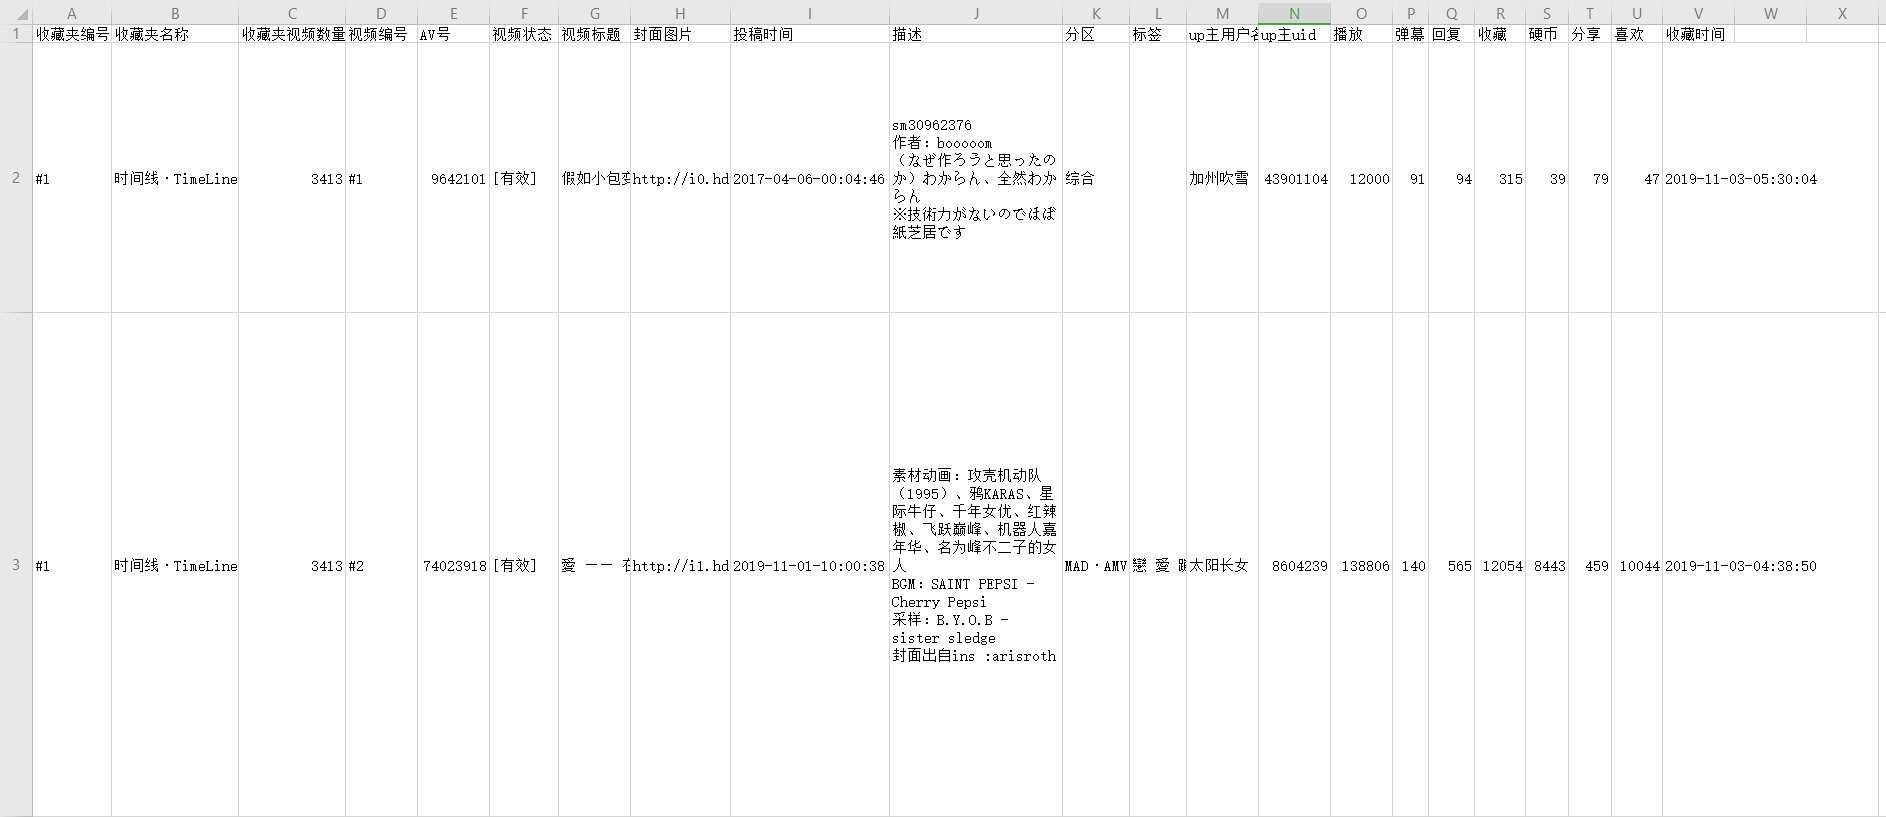 A B C D E F G H I J K L M N O P Q R S T U V W X
1 收藏夹编号 收藏夹名称 收藏夹视频数量 视频编号 AV号 视频状态 视频标题 封面图片 投稿时间 描述 分区 标签 up主用户名 up主uid 播放 弹幕 回复 收藏 硬币 分享 喜欢 收藏时间
sm30962376
作者：booooom
（なぜ作ろうと思ったの
2 #1 时间线·TimeLine 3413 #1 9642101 [有效] 假如小包变 http://i0.hd 2017-04-06-00:04:46 か）わからん、全然わか 综合 加州吹雪 43901104 12000 91 94 315 39 79 47 2019-11-03-05:30:04
らん
※技術力がないのでほぼ
紙芝居です
素材动画：攻壳机动队
（1995）、鸦KARAS、星
际牛仔、千年女优、红辣
椒、飞跃巅峰、机器人嘉
年华、名为峰不二子的女
3 #1 时间线·TimeLine 3413 #2 74023918 [有效] 愛 一一 http://i1.hd 2019-11-01-10:00:38 人 MAD·AMV 戀 愛 太阳长女 8604239 138806 140 565 12054 8443 459 10044 2019-11-03-04:38:50
BGM：SAINT PEPSI -
Cherry Pepsi
采样：B.Y.O.B -
sister sledge
封面出自ins :arisroth